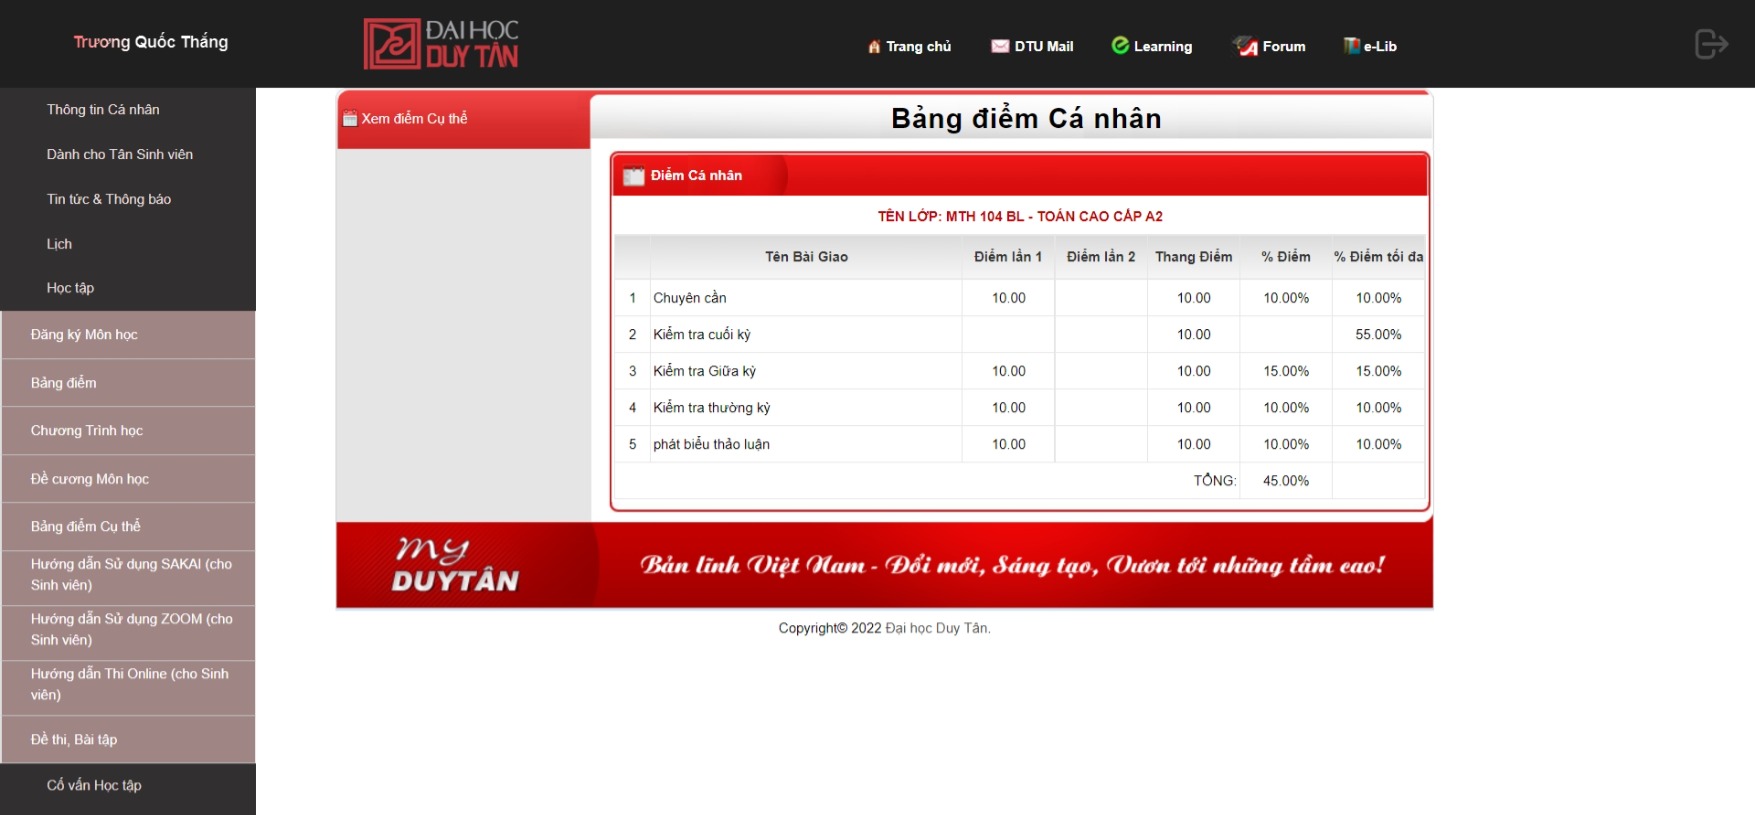 Trương Quốc Thắng
ĐẠI HỌC
DUY TÂN
Trang chủ
DTU Mail
Learning
Forum
e-Lib
Thông tin Cá nhân
Dành cho Tân Sinh viên
Tin tức & Thông báo
Lịch
Học tập
Đăng ký Môn học
Bảng điểm
Chương Trình học
Đề cương Môn học
Bảng điểm Cụ thể
Hướng dẫn Sử dụng SAKAI (cho
Sinh viên)
Hướng dẫn Sử dụng ZOOM (cho
Sinh viên)
Hướng dẫn Thi Online (cho Sinh
viên)
Đề thi, Bài tập
Cố vấn Học tập
Xem điểm Cụ thể
Bảng điểm Cá nhân
Điểm Cá nhân
TÊN LỚP: MTH 104 BL - TOÁN CAO CẤP A2
Tên Bài Giao Điểm lần 1 Điểm lần 2 Thang Điểm % Điểm % Điểm tối đa
1 Chuyên cần 10.00 10.00 10.00% 10.00%
2 Kiểm tra cuối kỳ 10.00 55.00%
3 Kiểm tra Giữa kỳ 10.00 10.00 15.00% 15.00%
4 Kiểm tra thường kỳ 10.00 10.00 10.00% 10.00%
5 phát biểu thảo luận 10.00 10.00 10.00% 10.00%
TỔNG: 45.00%
my
DUYTÂN
Bản lĩnh Việt Nam - Đổi mới, Sáng tạo, Vươn tới những tầm cao!
Copyright© 2022 Đại học Duy Tân.